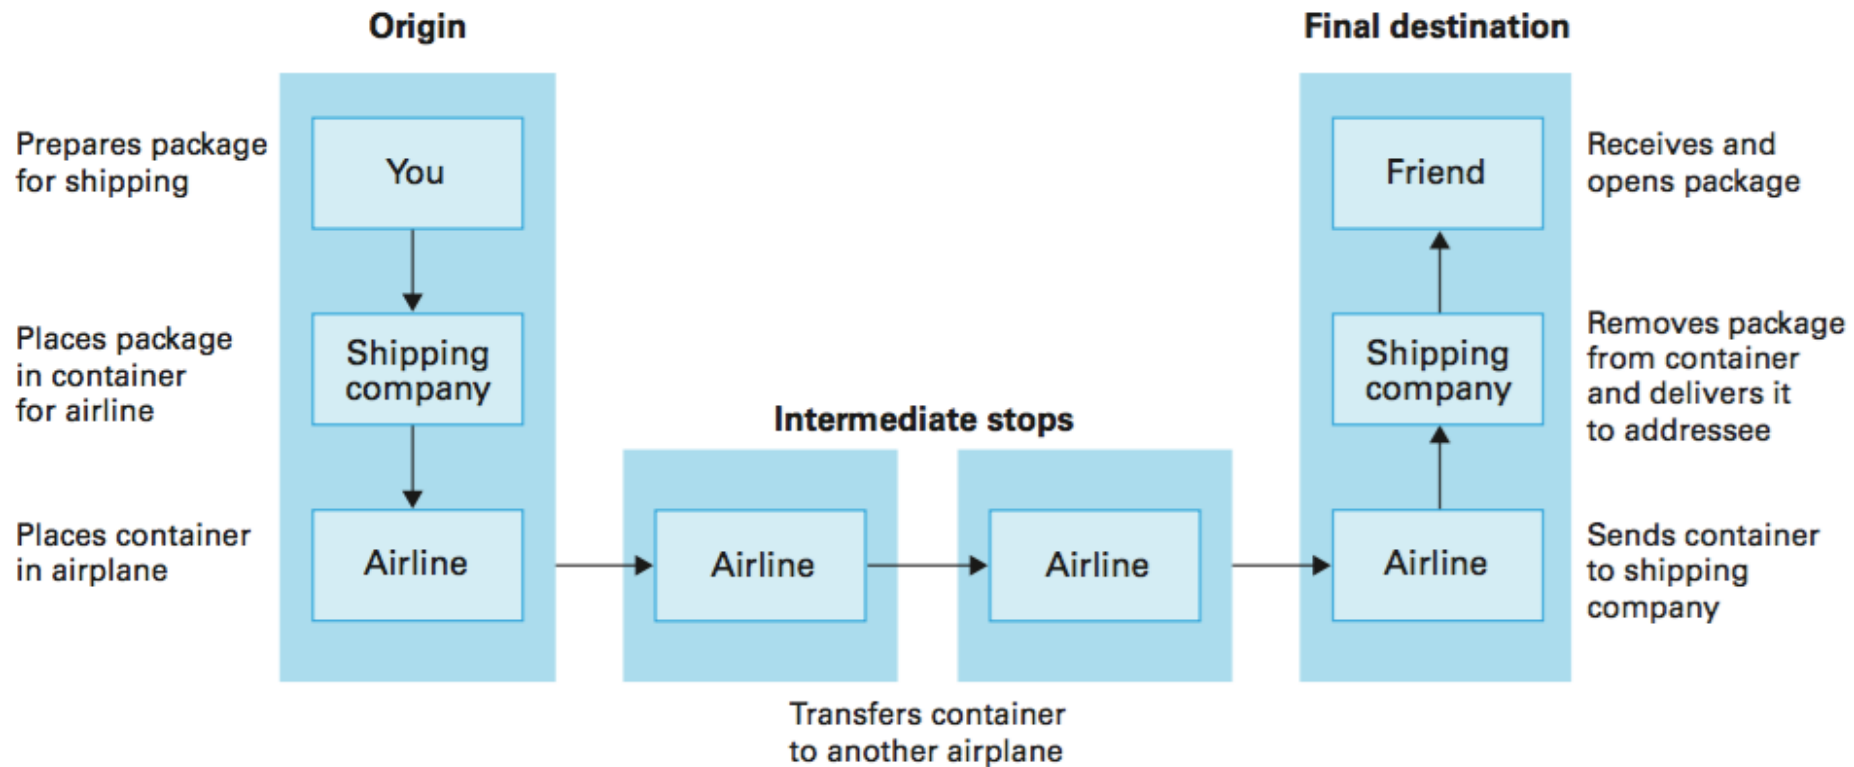 Origin
Final destination
Prepares package
for shipping
You
Friend
Receives and
opens package
Places package
in container
for airline
Shipping
company
Shipping
company
Removes package
from container
and delivers it
to addressee
Intermediate stops
Places container
in airplane
Airline
Airline
Airline
Airline
Sends container
to shipping
company
Transfers container
to another airplane